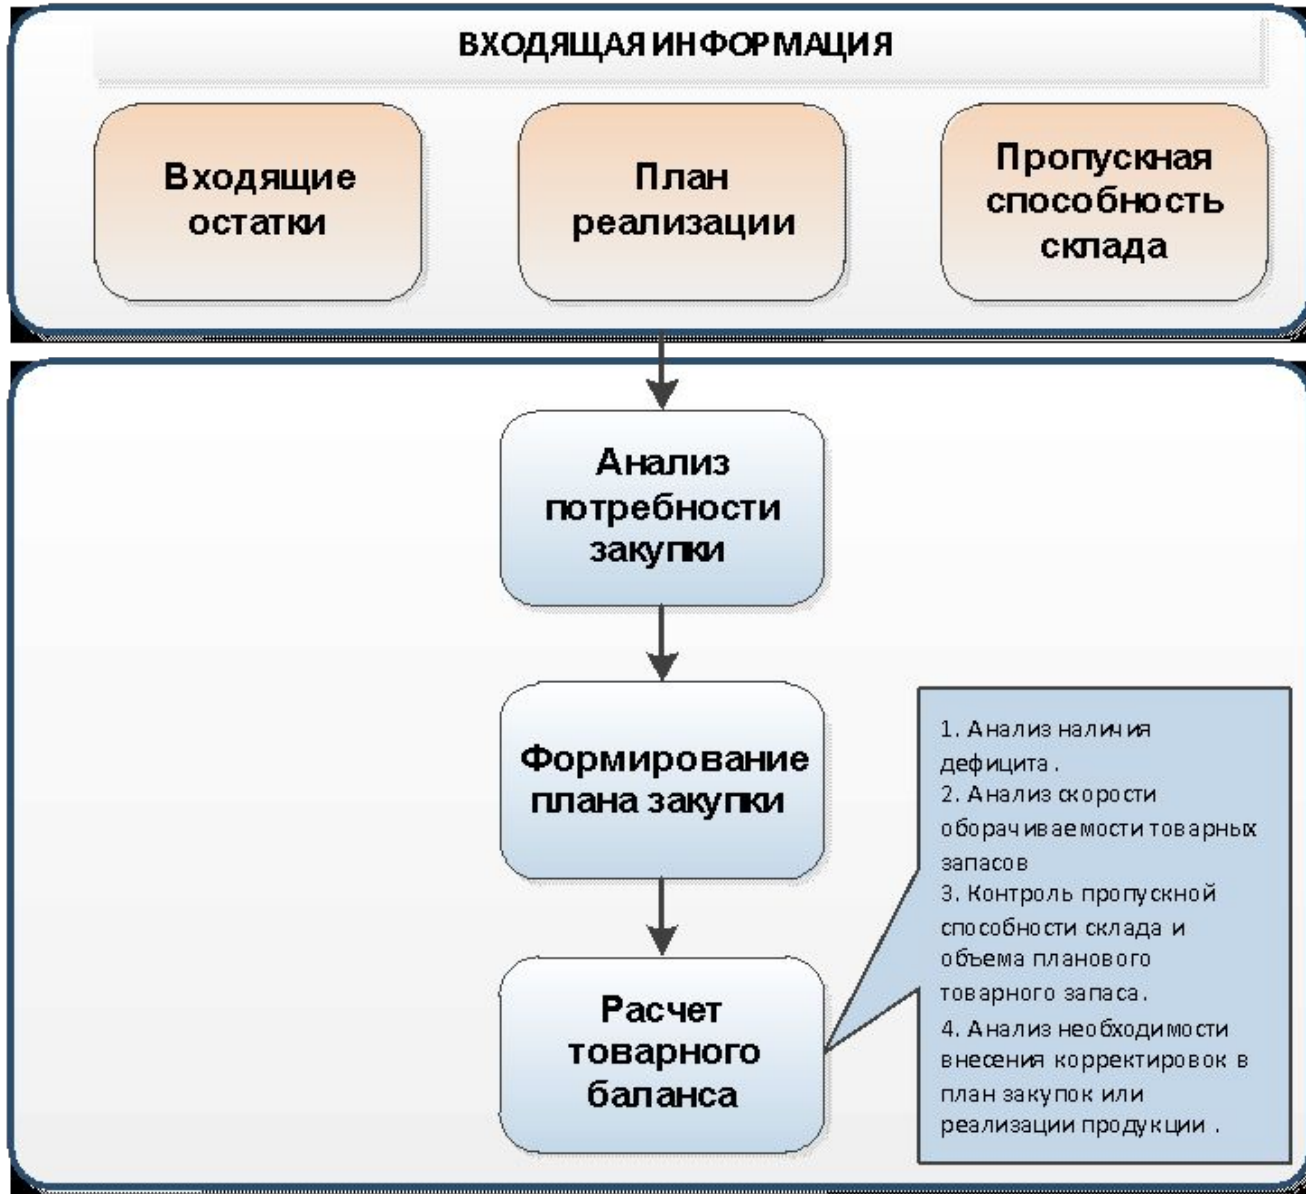 ВХОДЯЩАЯ ИНФОРМАЦИЯ
Входящие
остатки
План
реализации
Пропускная
способность
склада
Анализ
потребности
закупки
Формирование
плана закупки
Расчет
товарного
баланса
1. Анализ наличия
дефицита .
2. Анализ скорости
оборачиваемости товарных
запасов
3. Контроль пропускной
способности склада и
объема планового
товарного запаса.
4. Анализ необходимости
внесения корректировок в
план закупок или
реализации продукции .